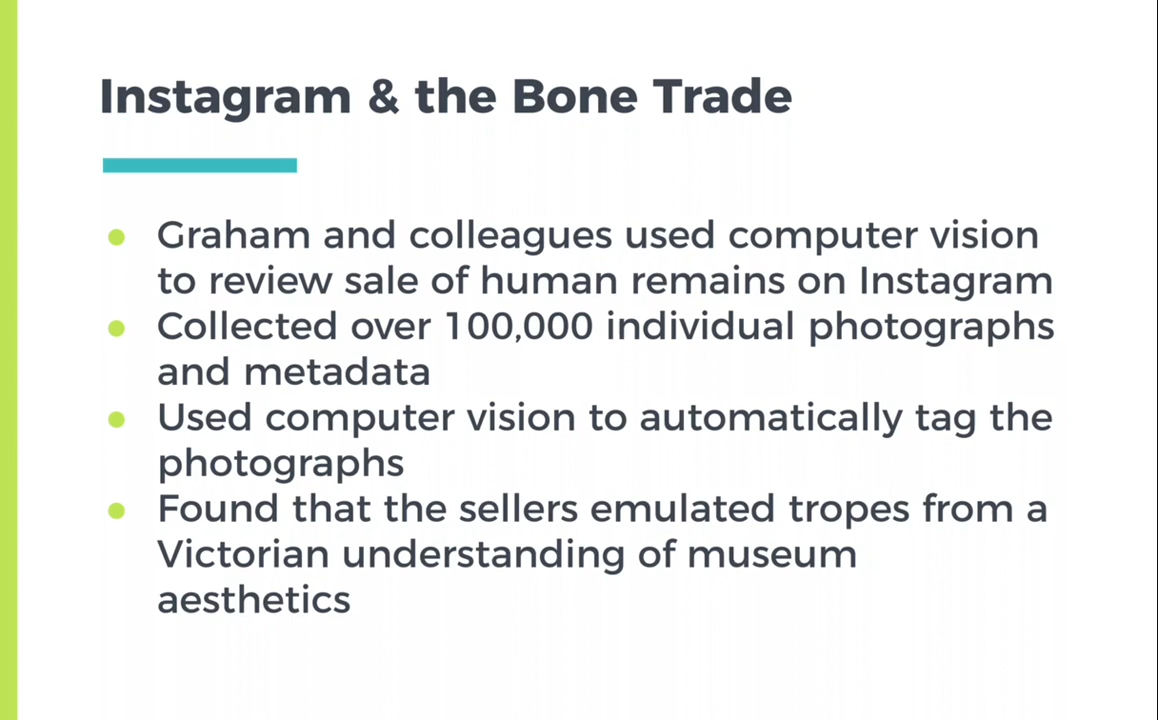 Instagram & the Bone Trade
● Graham and colleagues used computer vision
to review sale of human remains on Instagram
● Collected over 100,000 individual photographs
and metadata
● Used computer vision to automatically tag the
photographs
● Found that the sellers emulated tropes from a
Victorian understanding of museum
aesthetics